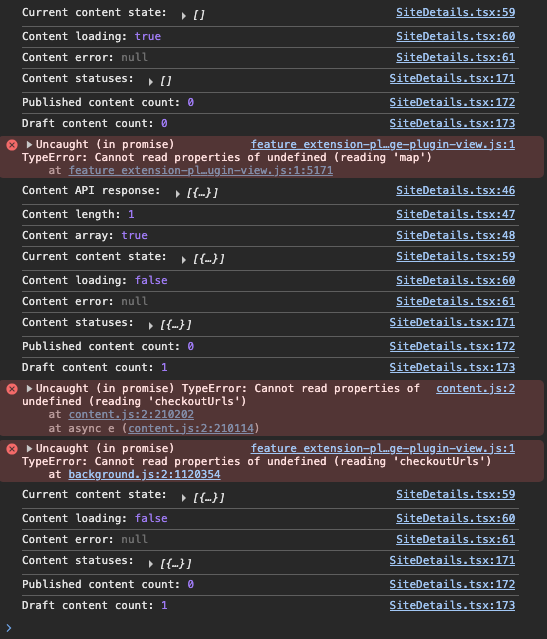 Current content state: ▶ [] SiteDetails.tsx:59
Content loading: true SiteDetails.tsx:60
Content error: null SiteDetails.tsx:61
Content statuses: ▶ [] SiteDetails.tsx:171
Published content count: 0 SiteDetails.tsx:172
Draft content count: 0 SiteDetails.tsx:173
▶Uncaught (in promise) feature extension-pl…ge-plugin-view.js:1
TypeError: Cannot read properties of undefined (reading 'map')
at feature extension-pl…ugin-view.js:1:5171
Content API response: ▶ [{…}] SiteDetails.tsx:46
Content length: 1 SiteDetails.tsx:47
Content array: true SiteDetails.tsx:48
Current content state: ▶ [{…}] SiteDetails.tsx:59
Content loading: false SiteDetails.tsx:60
Content error: null SiteDetails.tsx:61
Content statuses: ▶ [{…}] SiteDetails.tsx:171
Published content count: 0 SiteDetails.tsx:172
Draft content count: 1 SiteDetails.tsx:173
▶Uncaught (in promise) TypeError: Cannot read properties of content.js:2
undefined (reading 'checkoutUrls')
at content.js:2:210202
at async e (content.js:2:210114)
▶Uncaught (in promise) feature extension-pl…ge-plugin-view.js:1
TypeError: Cannot read properties of undefined (reading 'checkoutUrls')
at background.js:2:1120354
Current content state: ▶ [{…}] SiteDetails.tsx:59
Content loading: false SiteDetails.tsx:60
Content error: null SiteDetails.tsx:61
Content statuses: ▶ [{…}] SiteDetails.tsx:171
Published content count: 0 SiteDetails.tsx:172
Draft content count: 1 SiteDetails.tsx:173
>